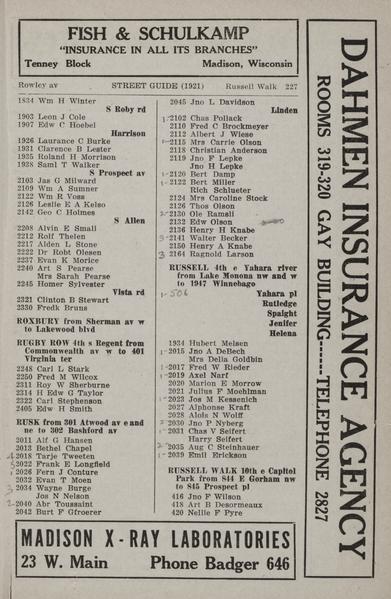 FISH & SCHULKAMP
"INSURANCE IN ALL ITS BRANCHES"
Tenney Block Madison, Wisconsin
Rowley av STREET GUIDE (1921) Russell Walk 227
1834 Wm H Winter
S Roby rd
1903 Leon J Cole
1907 Edw C Hoebel
Harrison
1926 Laurance C Burke
1931 Clarence B Lester
1935 Roland H Morrison
1938 Saml T Walker
S Prospect av
2103 Jas G Milward
2109 Wm A Sumner
2122 Wm R Voss
2126 Leslie E A Kelso
2142 Geo C Holmes
S Allen
2208 Alvin E Small
2212 Rolf Thelen
2217 Alden L Stone
2222 Dr Robt Olesen
2237 Evan K Morice
2240 Art S Pearse
Mrs Sarah Pearse
2245 Homer Sylvester
Vista rd
2321 Clinton B Stewart
2330 Fredk Bruns
ROXBURY from Sherman av w
to Lakewood blvd
RUGBY ROW 4th s Regent from
Commonwealth av w to 401
Virginia ter
2248 Carl L Stark
2250 Fred M Wilcox
2311 Roy W Sherburne
2314 H Edw G Taylor
2322 Carl Stephenson
2405 Edw H Smith
RUSK from 301 Atwood av e and
ne to 302 Bashford av
2011 Alf G Hansen
2013 Bethel Chapel
2018 Tarje Tweeten
2022 Frank E Longfield
2026 Fern J Conture
2032 Evan T Moen
2034 Wayne Burge
Jos N Nelson
2040 Abr Toussaint
2042 Burt F Gfroerer
2045 Jno L Davidson
Linden
2102 Chas Pollack
2110 Fred C Brockmeyer
2112 Albert J Wiese
2115 Mrs Carrie Olson
2118 Christian Anderson
2119 Jno F Lepke
Jno H Lepke
2120 Bert Damp
2122 Bert Miller
Rich Schlueter
2124 Mrs Caroline Stock
2126 Thos Olson
2130 Ole Ramsli
2132 Edw Olson
2136 Henry H Knabe
2141 Walter Becker
2150 Henry A Knabe
2164 Ragnold Larson
RUSSELL 4th e Yahara river
from Lake Monona nw and w
to 1947 Winnebago
506
Yahara pl
Rutledge
Spaight
Jenifer
Helena
1934 Hubert Meisen
2015 Jno A DeBech
Mrs Delia Goldbin
2017 Fred W Rieder
2019 Axel Narf
2020 Marion E Morrow
2021 Julius F Moohlman
2023 Jos M Kessenich
2027 Alphonse Kraft
2028 Alois N Wolf
2030 Jno P Nyberg
2031 Chas V Seifert
Harry Seifert
2035 Aug C Steinhauer
2039 Emil Erickson
RUSSELL WALK 10th e Capitol
Park from 844 E Gorham nw
to 845 Prospect pl
416 Jno F Wilson
418 Art B Desormeaux
420 Nellie F Pyre
MADISON X-RAY LABORATORIES
23 W. Main Phone Badger 646
DAHMEN INSURANCE AGENCY
ROOMS 319-320 GAY BUILDING------TELEPHONE 2827